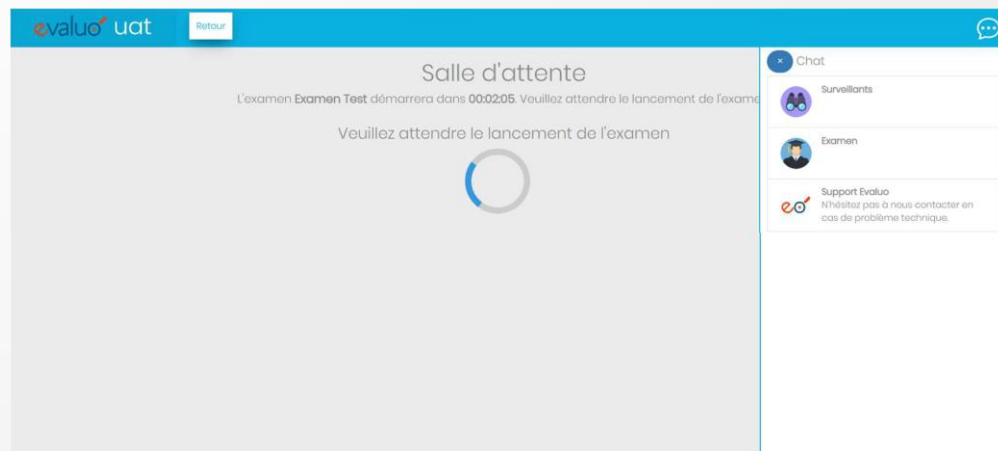 evaluo uat
Retour
Salle d'attente
L'examen Examen Test démarrera dans 00:02:05. Veuillez attendre le lancement de l'exame
Veuillez attendre le lancement de l'examen
Chat
Surveillants
Examen
Support Evaluo
N'hésitez pas à nous contacter en
cas de problème technique.